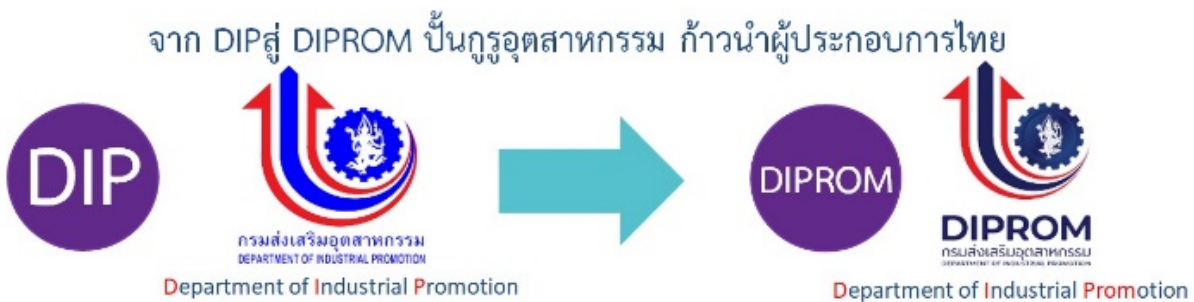 จาก DIPสู่ DIPROM ปั้นกูรูอุตสาหกรรม ก้าวนำผู้ประกอบการไทย
DIP
กรมส่งเสริมอุตสาหกรรม
DEPARTMENT OF INDUSTRIAL PROMOTION
Department of Industrial Promotion
DIPROM
DIPROM
กรมส่งเสริมอุตสาหกรรม
DEPARTMENT OF INDUSTRIAL PROMOTION
Department of Industrial Promotion